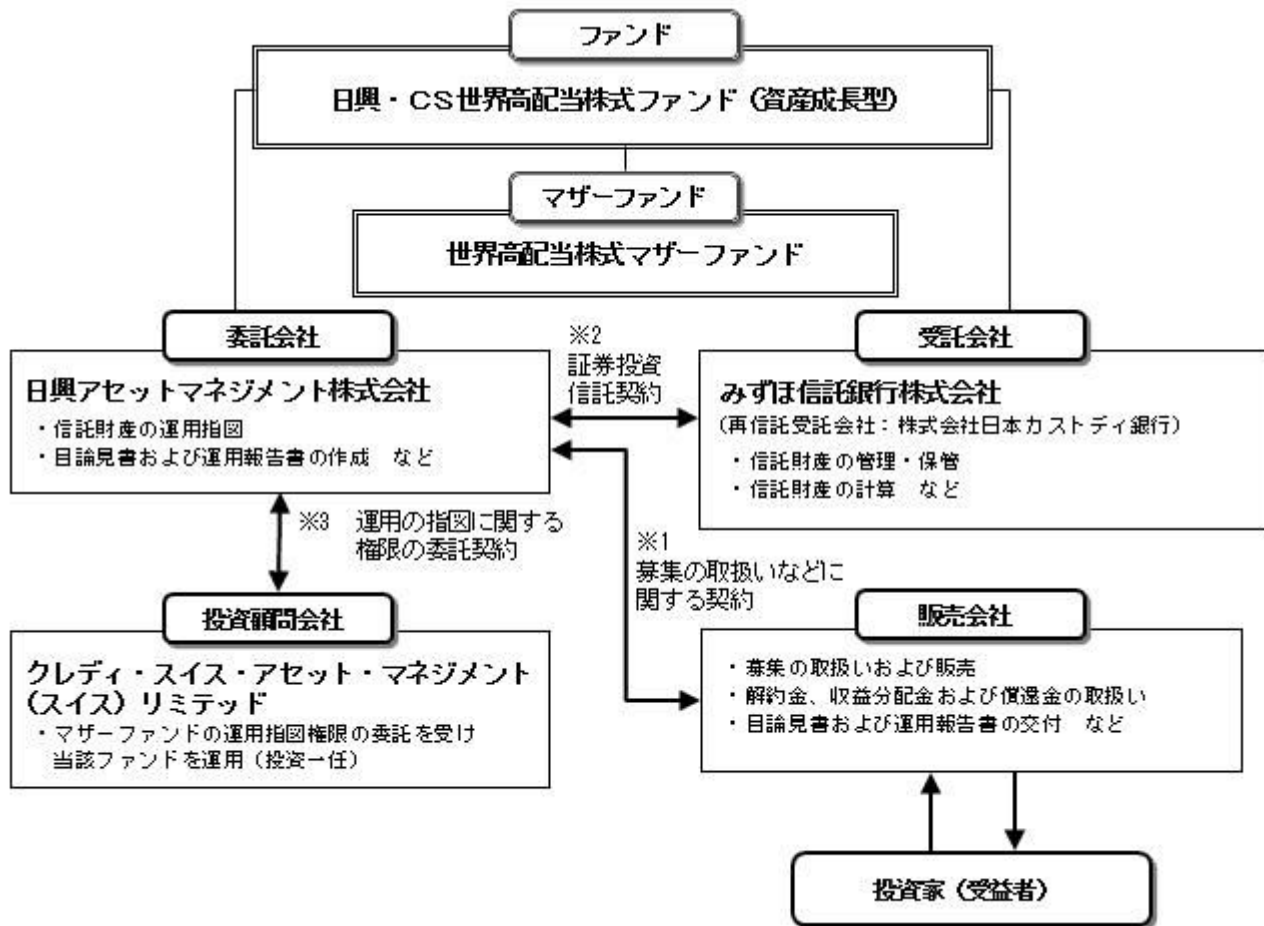 ファンド
日興・CS世界高配当株式ファンド（資産成長型）
マザーファンド
世界高配当株式マザーファンド
委託会社
日興アセットマネジメント株式会社
・信託財産の運用指図
・目論見書および運用報告書の作成　など
※2
証券投資
信託契約
受託会社
みずほ信託銀行株式会社
（再信託受託会社：株式会社日本カストディ銀行）
・信託財産の管理・保管
・信託財産の計算　など
※3　運用の指図に関する
権限の委託契約
※1
募集の取扱いなどに
関する契約
投資顧問会社
クレディ・スイス・アセット・マネジメント
（スイス）リミテッド
・マザーファンドの運用指図権限の委託を受け
当該ファンドを運用（投資一任）
販売会社
・募集の取扱いおよび販売
・解約金、収益分配金および償還金の取扱い
・目論見書および運用報告書の交付　など
投資家（受益者）